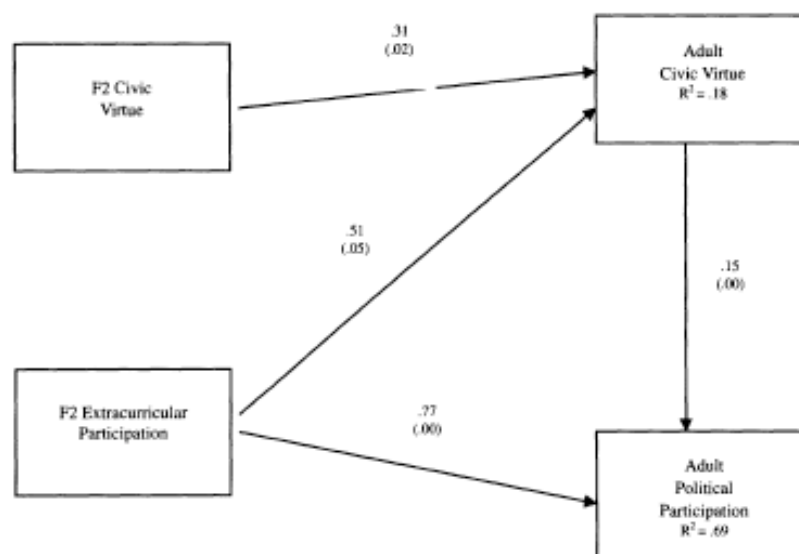 .31
(.02)
F2 Civic
Virtue
Adult
Civic Virtue
R² = .18
.51
(.05)
.15
(.00)
F2 Extracurricular
Participation
.77
(.00)
Adult
Political
Participation
R² = .69